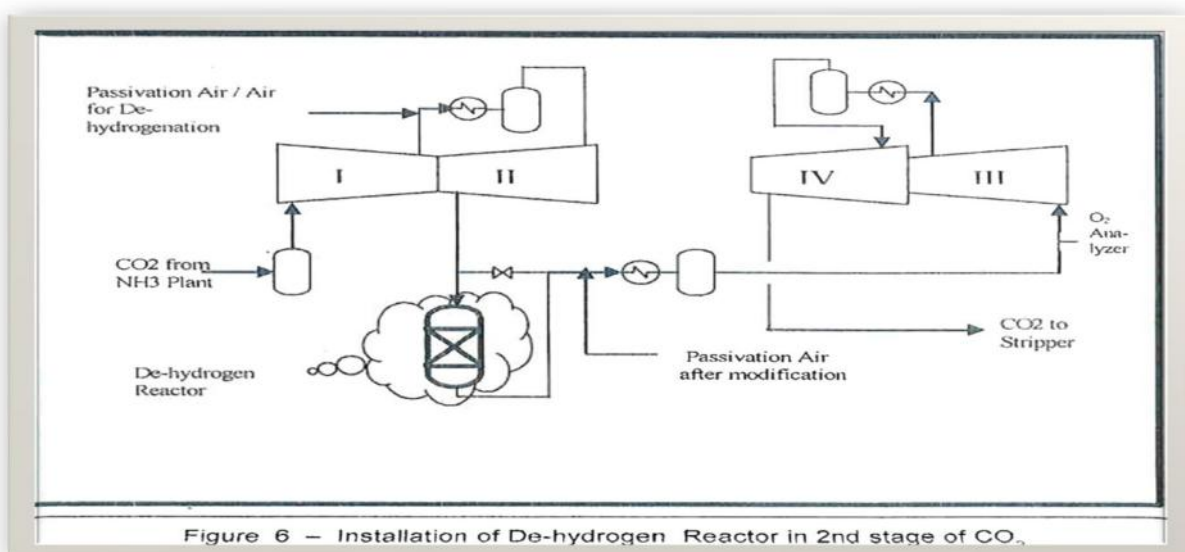 Passivation Air / Air
for De-
hydrogenation
I
II
IV
III
O₂
Ana-
lyzer
CO2 from
NH3 Plant
CO2 to
Stripper
Passivation Air
after modification
De-hydrogen
Reactor
Figure 6 – Installation of De-hydrogen Reactor in 2nd stage of CO₂